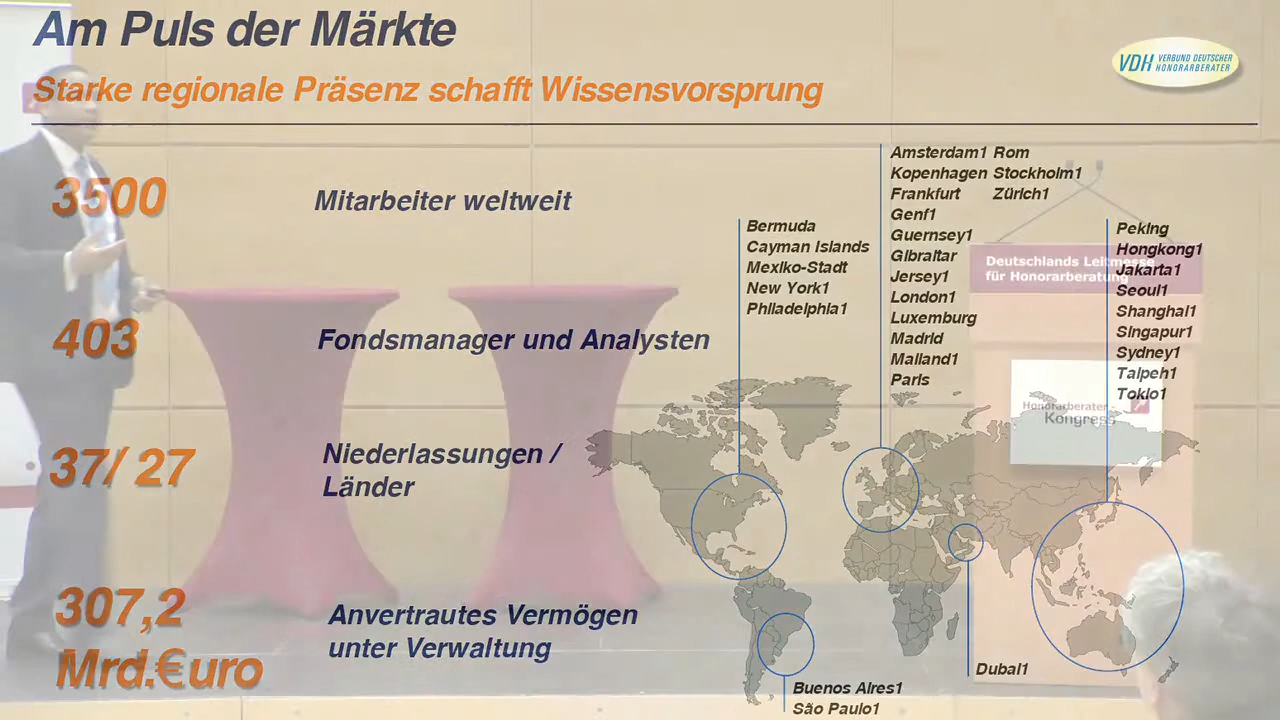 Am Puls der Märkte
Starke regionale Präsenz schafft Wissensvorsprung
VDH VERBUND DEUTSCHER
HONORARBERATER
3500
Mitarbeiter weltweit
403
Fondsmanager und Analysten
37/ 27
Niederlassungen /
Länder
307,2
Mrd.€uro
Anvertrautes Vermögen
unter Verwaltung
Bermuda
Cayman Islands
Mexiko-Stadt
New York1
Philadelphia1
Amsterdam1 Rom
Kopenhagen Stockholm1
Frankfurt Zürich1
Genf1
Guernsey1
Gibraltar
Jersey1
London1
Luxemburg
Madrid
Mailand1
Paris
Peking
Hongkong1
Jakarta1
Seoul1
Shanghai1
Singapur1
Sydney1
Taipeh1
Tokio1
Dubai1
Buenos Aires1
São Paulo1
Deutschlands Leitmesse
für Honorarberatung
Honorarberater-
Kongress